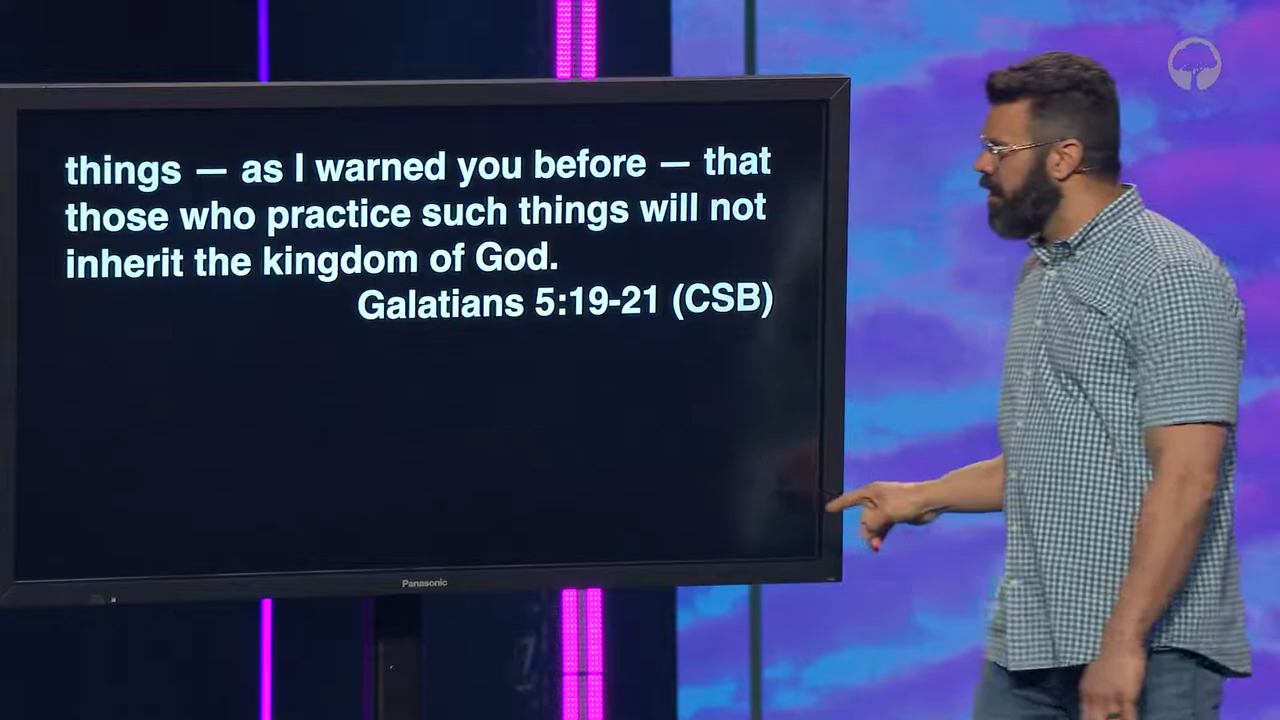 things — as I warned you before — that
those who practice such things will not
inherit the kingdom of God.
Galatians 5:19-21 (CSB)
Panasonic